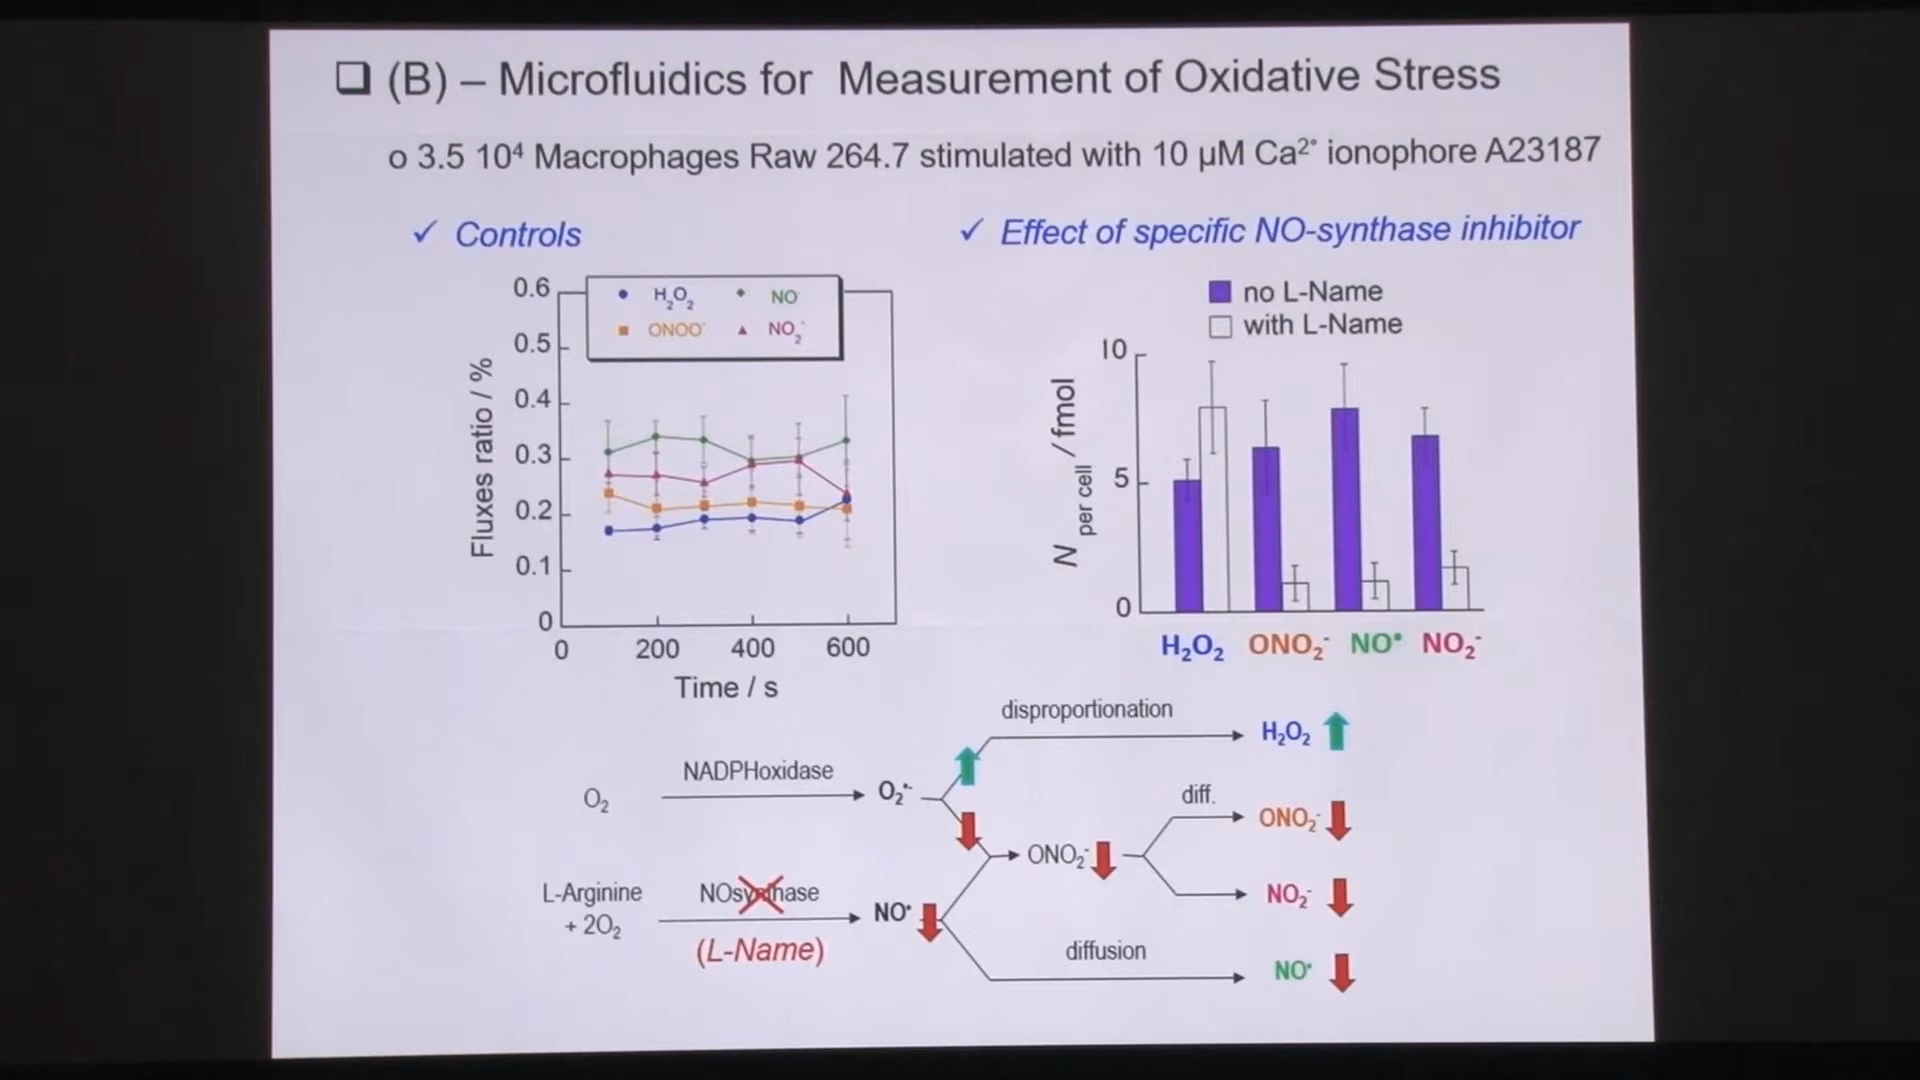 ❑ (B) – Microfluidics for Measurement of Oxidative Stress
o 3.5 10⁴ Macrophages Raw 264.7 stimulated with 10 µM Ca²⁺ ionophore A23187
✓ Controls
✓ Effect of specific NO-synthase inhibitor
Fluxes ratio / %
0.6
0.5
0.4
0.3
0.2
0.1
0
H₂O₂ NO
ONOO⁻ NO₂⁻
0 200 400 600
Time / s
no L-Name
with L-Name
N per cell / fmol
10
5
0
H₂O₂ ONO₂⁻ NO• NO₂⁻
disproportionation
H₂O₂
NADPHoxidase
O₂
O₂•⁻
diff.
ONO₂⁻
ONO₂⁻
L-Arginine
+ 2O₂
NOsynthase
(L-Name)
NO•
NO₂⁻
diffusion
NO•